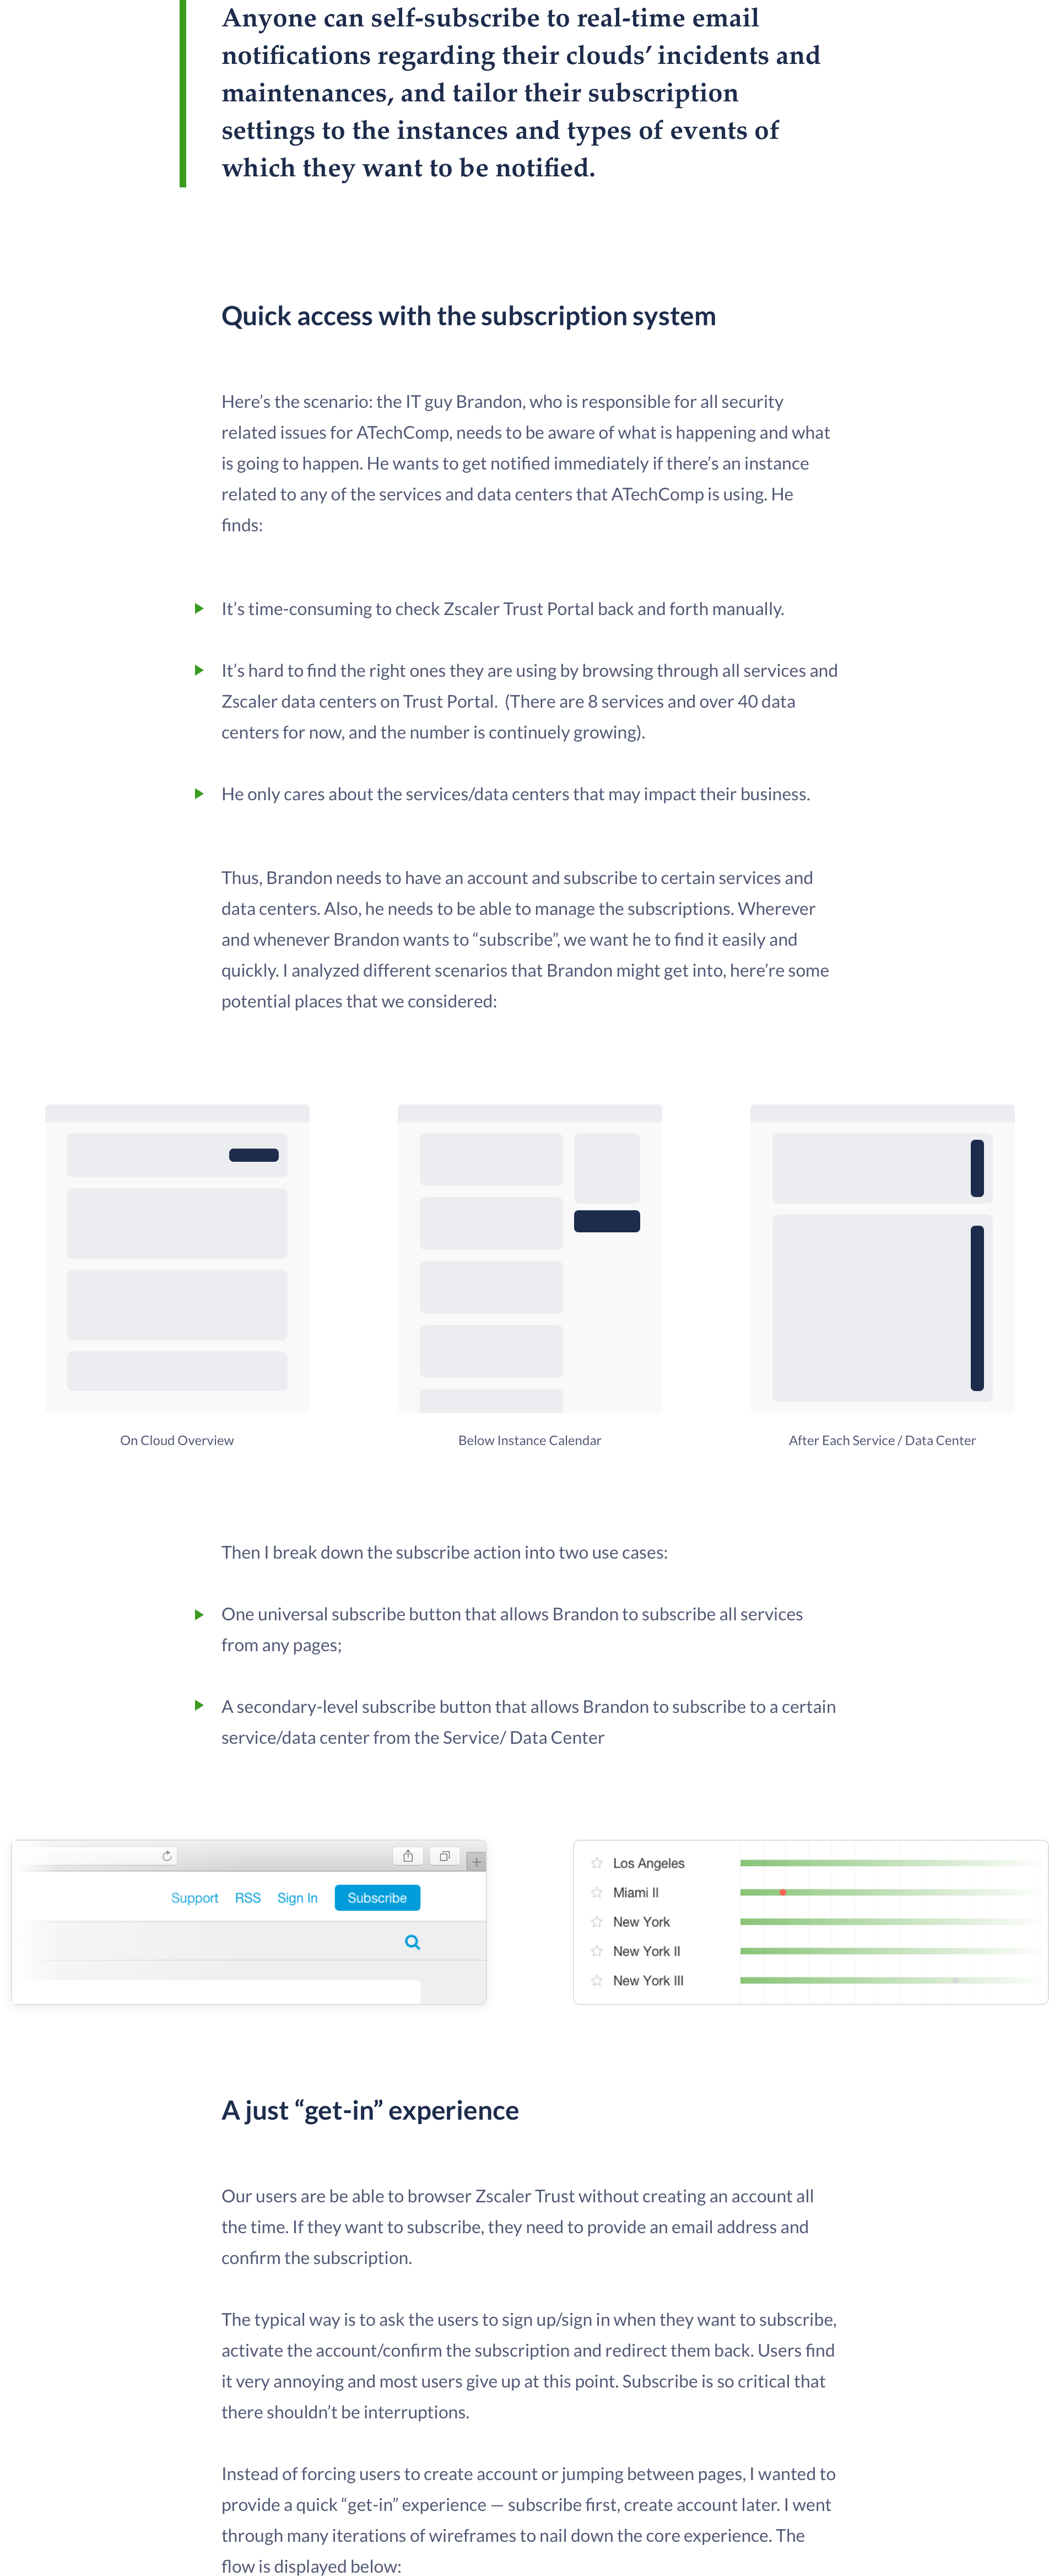 Anyone can self-subscribe to real-time email
notifications regarding their clouds’ incidents and
maintenances, and tailor their subscription
settings to the instances and types of events of
which they want to be notified.
Quick access with the subscription system
Here’s the scenario: the IT guy Brandon, who is responsible for all security
related issues for ATechComp, needs to be aware of what is happening and what
is going to happen. He wants to get notified immediately if there’s an instance
related to any of the services and data centers that ATechComp is using. He
finds:
It’s time-consuming to check Zscaler Trust Portal back and forth manually.
It’s hard to find the right ones they are using by browsing through all services and
Zscaler data centers on Trust Portal.  (There are 8 services and over 40 data
centers for now, and the number is continuely growing).
He only cares about the services/data centers that may impact their business.
Thus, Brandon needs to have an account and subscribe to certain services and
data centers. Also, he needs to be able to manage the subscriptions. Wherever
and whenever Brandon wants to “subscribe”, we want he to find it easily and
quickly. I analyzed different scenarios that Brandon might get into, here’re some
potential places that we considered:
On Cloud Overview
Below Instance Calendar
After Each Service / Data Center
Then I break down the subscribe action into two use cases:
One universal subscribe button that allows Brandon to subscribe all services
from any pages;
A secondary-level subscribe button that allows Brandon to subscribe to a certain
service/data center from the Service/ Data Center
Support RSS Sign In Subscribe
Los Angeles
Miami II
New York
New York II
New York III
A just “get-in” experience
Our users are be able to browser Zscaler Trust without creating an account all
the time. If they want to subscribe, they need to provide an email address and
confirm the subscription.
The typical way is to ask the users to sign up/sign in when they want to subscribe,
activate the account/confirm the subscription and redirect them back. Users find
it very annoying and most users give up at this point. Subscribe is so critical that
there shouldn’t be interruptions.
Instead of forcing users to create account or jumping between pages, I wanted to
provide a quick “get-in” experience — subscribe first, create account later. I went
through many iterations of wireframes to nail down the core experience. The
flow is displayed below: